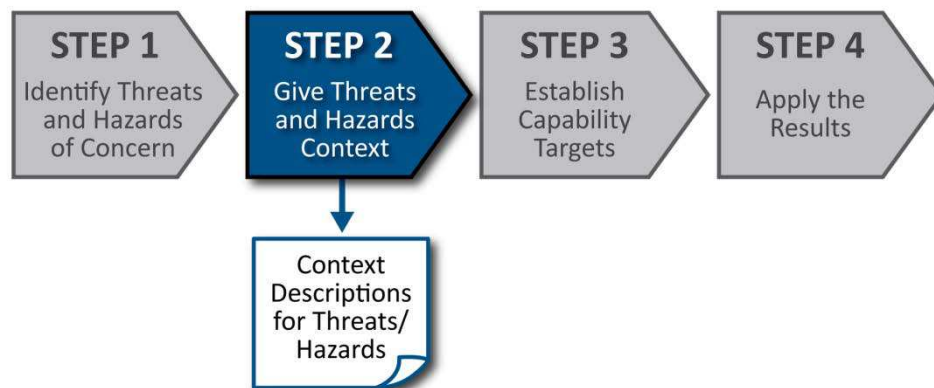 STEP 1
Identify Threats
and Hazards
of Concern
STEP 2
Give Threats
and Hazards
Context
STEP 3
Establish
Capability
Targets
STEP 4
Apply the
Results
Context
Descriptions
for Threats/
Hazards